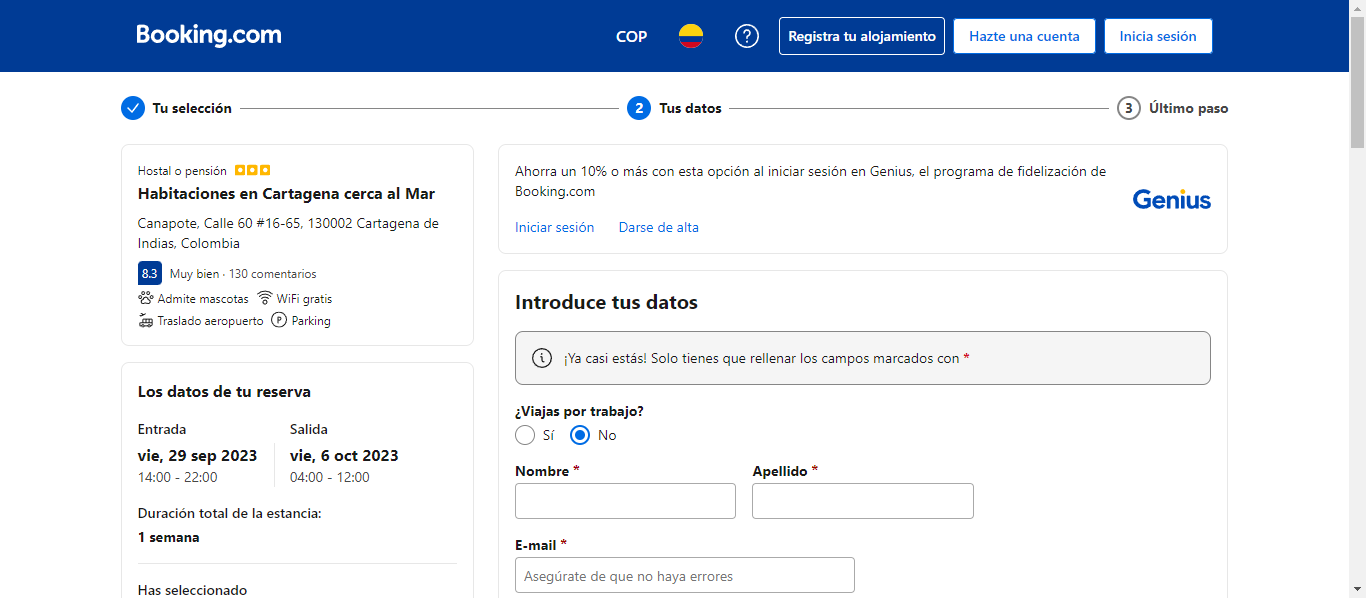 Booking.com
COP
?
Registra tu alojamiento
Hazte una cuenta
Inicia sesión
Tu selección
2 Tus datos
3 Último paso
Hostal o pensión
Habitaciones en Cartagena cerca al Mar
Canapote, Calle 60 #16-65, 130002 Cartagena de
Indias, Colombia
8.3 Muy bien · 130 comentarios
Admite mascotas WiFi gratis
Traslado aeropuerto P Parking
Los datos de tu reserva
Entrada
vie, 29 sep 2023
14:00 - 22:00
Salida
vie, 6 oct 2023
04:00 - 12:00
Duración total de la estancia:
1 semana
Has seleccionado
Ahorra un 10% o más con esta opción al iniciar sesión en Genius, el programa de fidelización de
Booking.com
Genius
Iniciar sesión Darse de alta
Introduce tus datos
¡Ya casi estás! Solo tienes que rellenar los campos marcados con *
¿Viajas por trabajo?
Sí No
Nombre * Apellido *
E-mail *
Asegúrate de que no haya errores